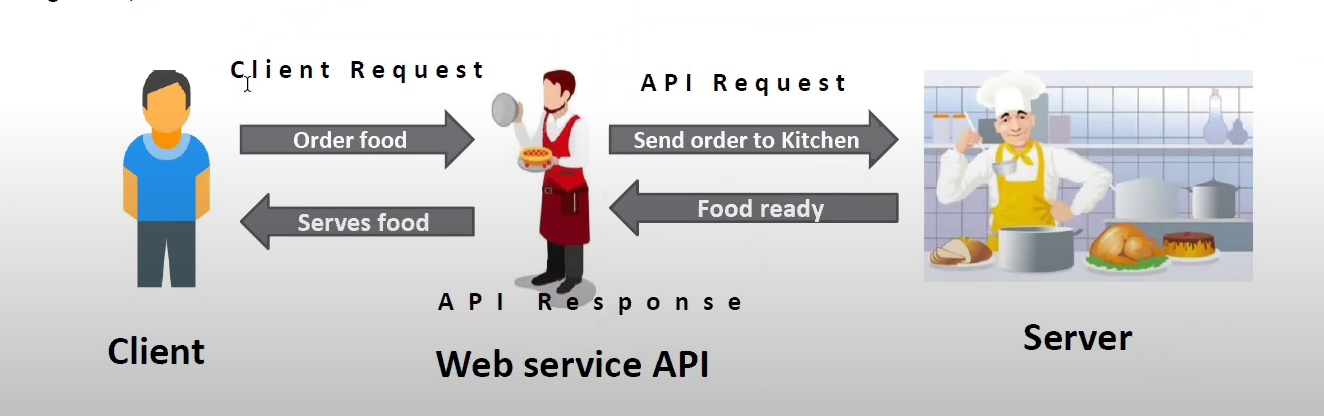 Client Request
API Request
Order food
Send order to Kitchen
Serves food
Food ready
API Response
Client
Web service API
Server